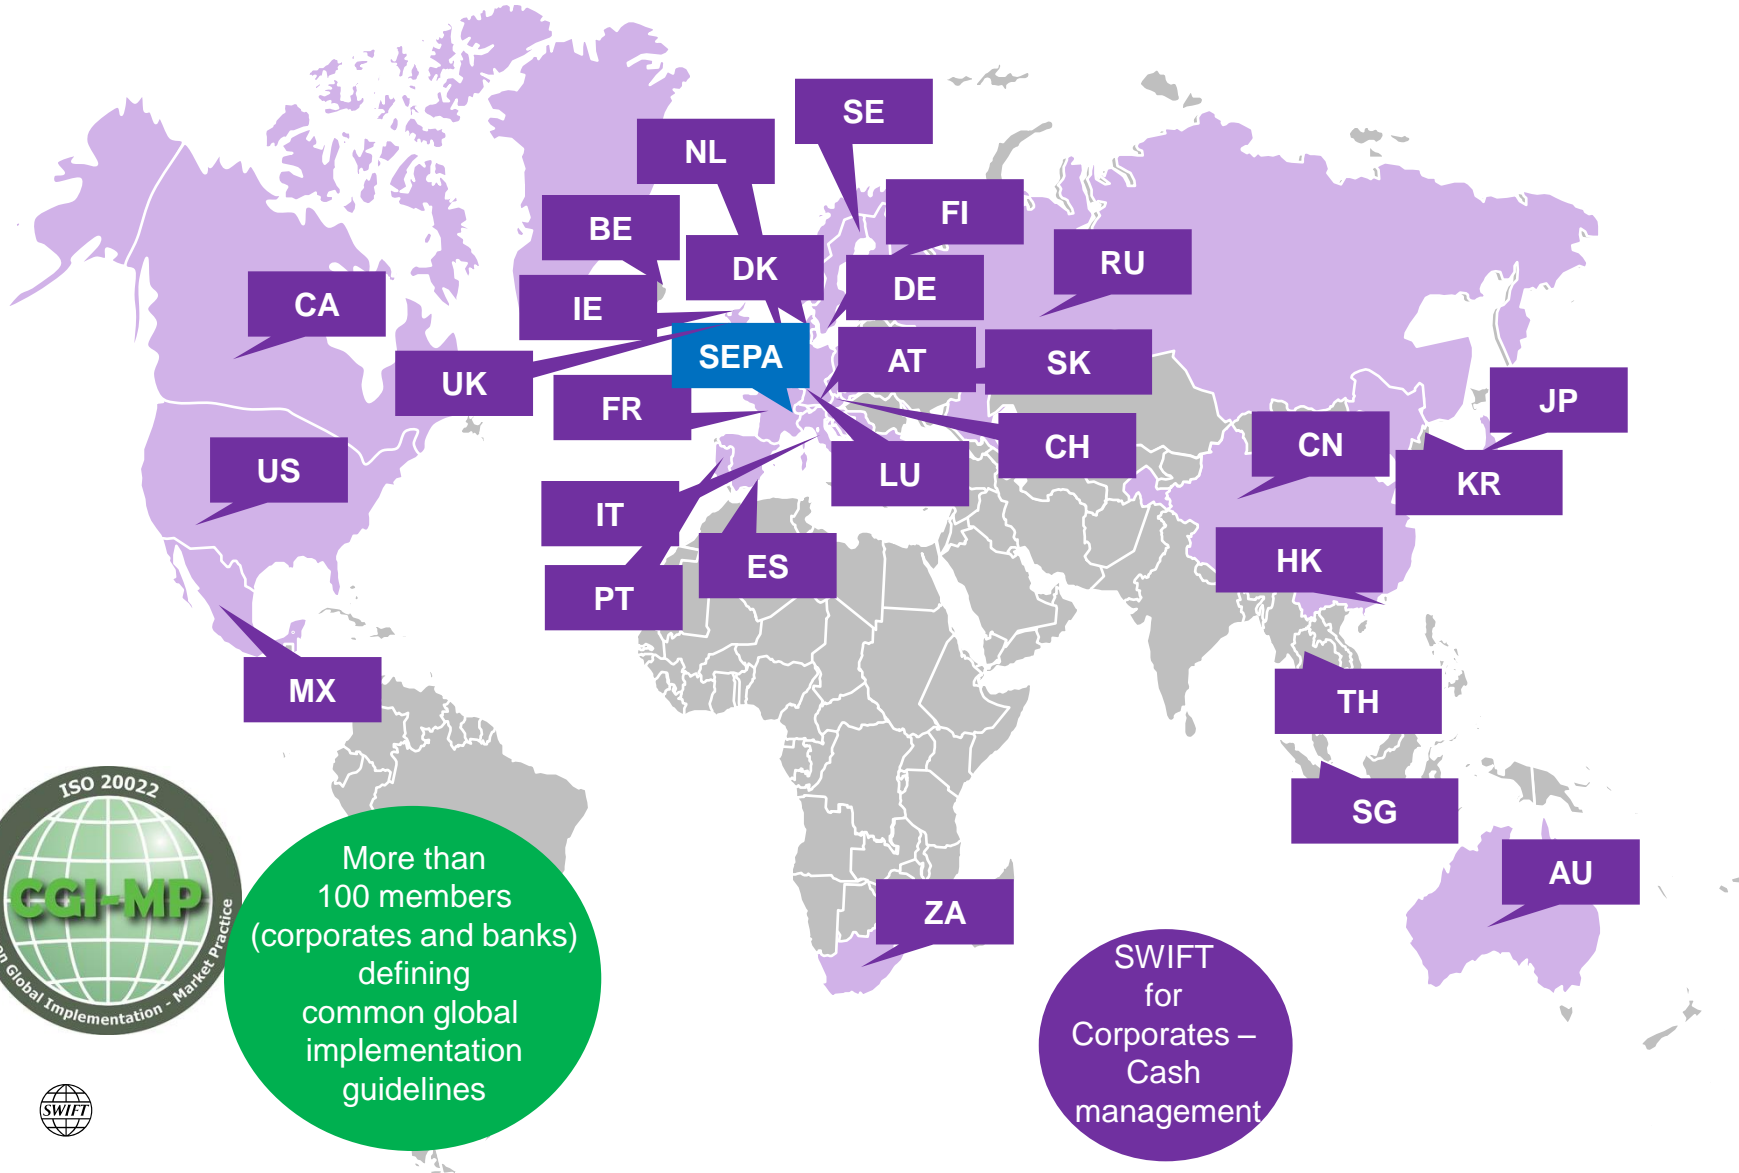 SE
NL
FI
BE
DK
RU
DE
CA
IE
SEPA
AT
SK
UK
FR
JP
US
CH
CN
LU
KR
IT
ES
HK
PT
MX
TH
SG
AU
ZA
ISO 20022
CGI-MP
Global Implementation - Market Practice
More than
100 members
(corporates and banks)
defining
common global
implementation
guidelines
SWIFT
for
Corporates –
Cash
management
SWIFT